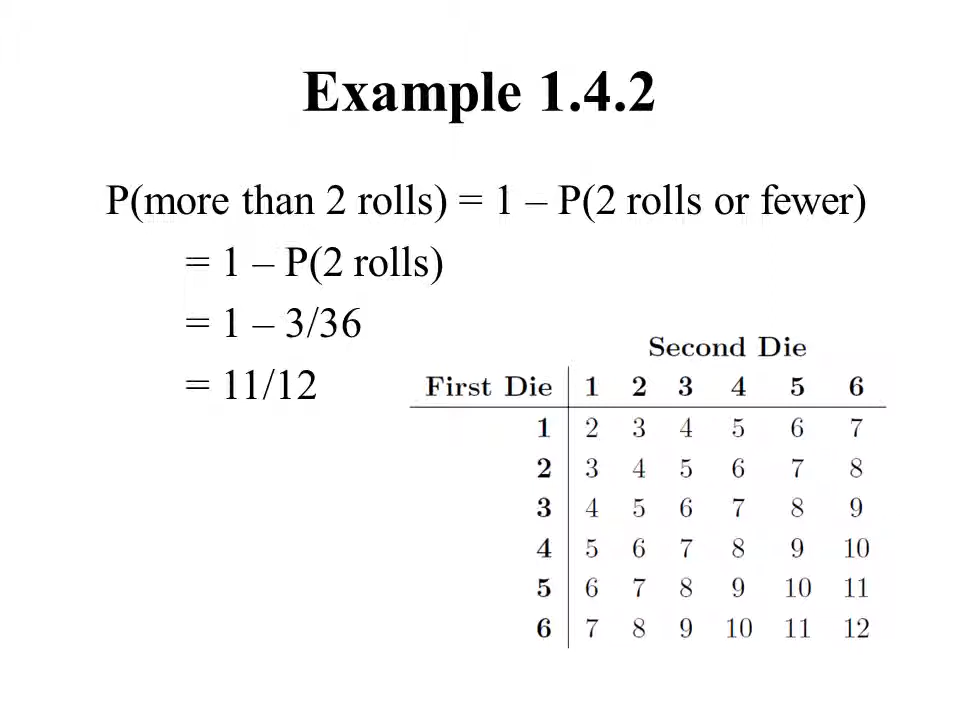 Example 1.4.2
P(more than 2 rolls) = 1 – P(2 rolls or fewer)
= 1 – P(2 rolls)
= 1 – 3/36
= 11/12
Second Die
First Die 1 2 3 4 5 6
1 2 3 4 5 6 7
2 3 4 5 6 7 8
3 4 5 6 7 8 9
4 5 6 7 8 9 10
5 6 7 8 9 10 11
6 7 8 9 10 11 12